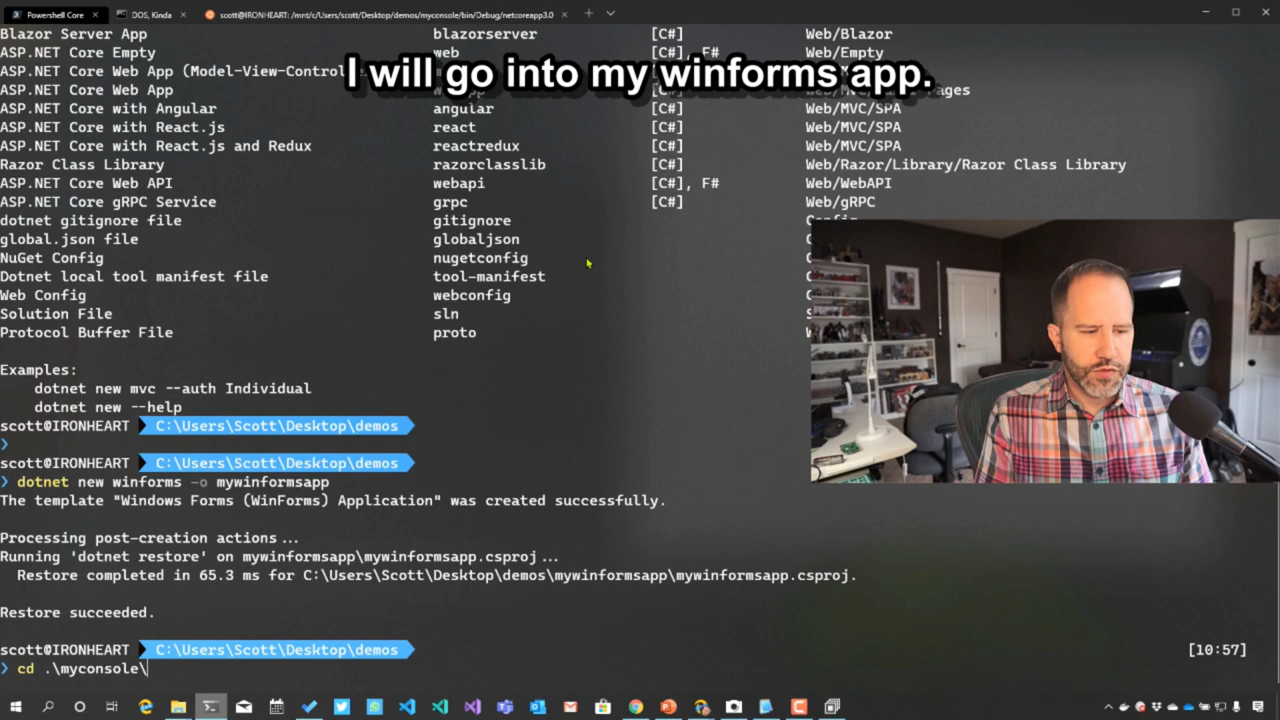 Powershell Core
DOS, Kinda
scott@IRONHEART: /mnt/c/Users/scott/Desktop/demos/myconsole/bin/Debug/netcoreapp3.0
Blazor Server App blazorserver [C#] Web/Blazor
ASP.NET Core Empty web [C#], F# Web/Empty
I will go into my winforms app.
ASP.NET Core Web App (Model-View-Controlle
ASP.NET Core Web App Pages
ASP.NET Core with Angular angular [C#] Web/MVC/SPA
ASP.NET Core with React.js react [C#] Web/MVC/SPA
ASP.NET Core with React.js and Redux reactredux [C#] Web/MVC/SPA
Razor Class Library razorclasslib [C#] Web/Razor/Library/Razor Class Library
ASP.NET Core Web API webapi [C#], F# Web/WebAPI
ASP.NET Core gRPC Service grpc [C#] Web/gRPC
dotnet gitignore file gitignore
global.json file globaljson
NuGet Config nugetconfig
Dotnet local tool manifest file tool-manifest
Web Config webconfig
Solution File sln
Protocol Buffer File proto
Examples:
dotnet new mvc --auth Individual
dotnet new --help
scott@IRONHEART C:\Users\Scott\Desktop\demos
❯
scott@IRONHEART C:\Users\Scott\Desktop\demos
❯ dotnet new winforms -o mywinformsapp
The template "Windows Forms (WinForms) Application" was created successfully.
Processing post-creation actions...
Running 'dotnet restore' on mywinformsapp\mywinformsapp.csproj...
Restore completed in 65.3 ms for C:\Users\Scott\Desktop\demos\mywinformsapp\mywinformsapp.csproj.
Restore succeeded.
scott@IRONHEART C:\Users\Scott\Desktop\demos [10:57]
❯ cd .\myconsole\